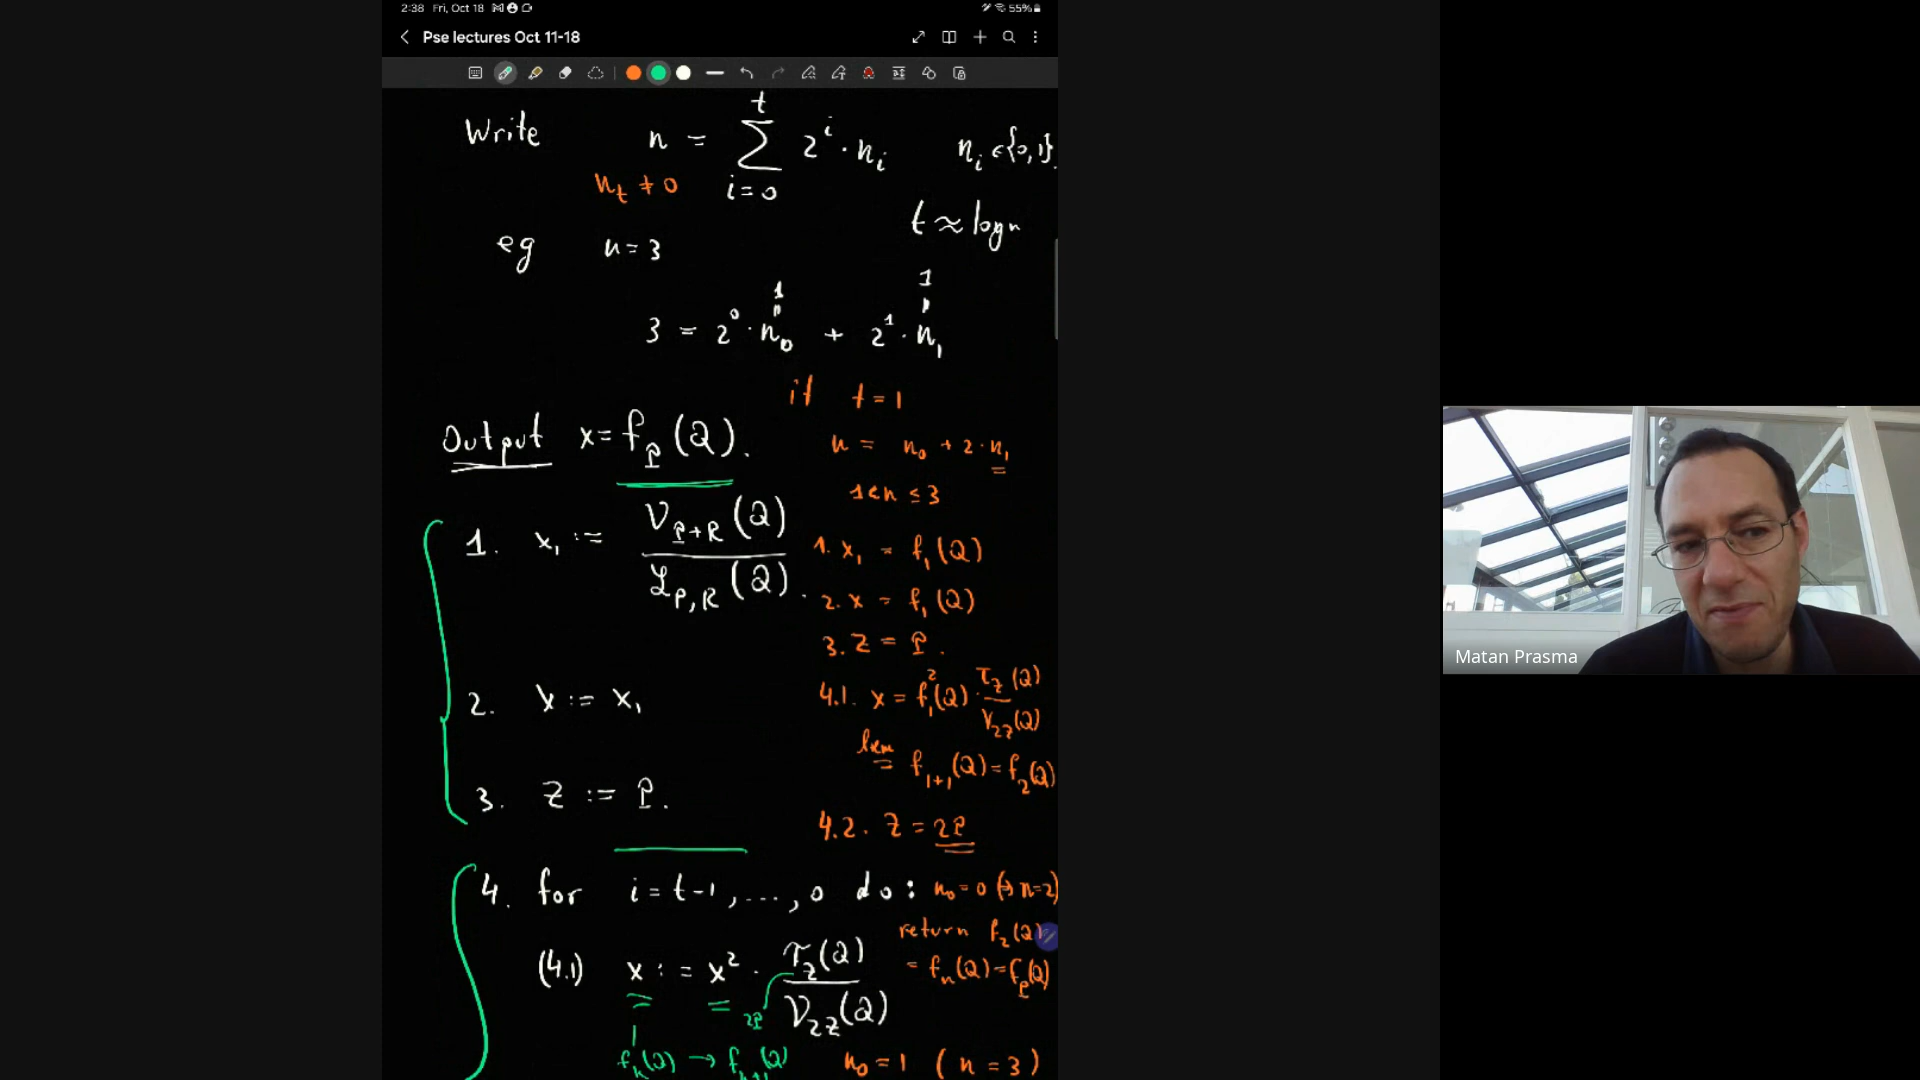 2:38 Fri, Oct 18 55%
Pse lectures Oct 11-18
Write n = ∑_{i=0}^{t} 2^i · n_i n_i ∈ {0,1}.
n_t ≠ 0
t ≈ log n
eg n = 3
3 = 2^0 · n_0 + 2^1 · n_1
1 1
if t = 1
Output x = f_P(Q).
n = n_0 + 2 · n_1
1 < n ≤ 3
1. x_1 := V_{P+R}(Q) / L_{P,R}(Q).
1. x_1 = f_1(Q)
2. x = f_1(Q)
3. Z = P.
2. x := x_1
4.1. x = f_1^2(Q) · T_Z(Q) / V_{2Z}(Q)
lem = f_{1+1}(Q) = f_2(Q)
3. Z := P.
4.2. Z = 2P
4. for i = t-1, ..., 0 do:
n_0 = 0 (→ n=2)
return f_2(Q)
= f_n(Q) = f_P(Q)
(4.1) x := x^2 · T_Z(Q) / V_{2Z}(Q)
2P
n_0 = 1 (n = 3)
Matan Prasma